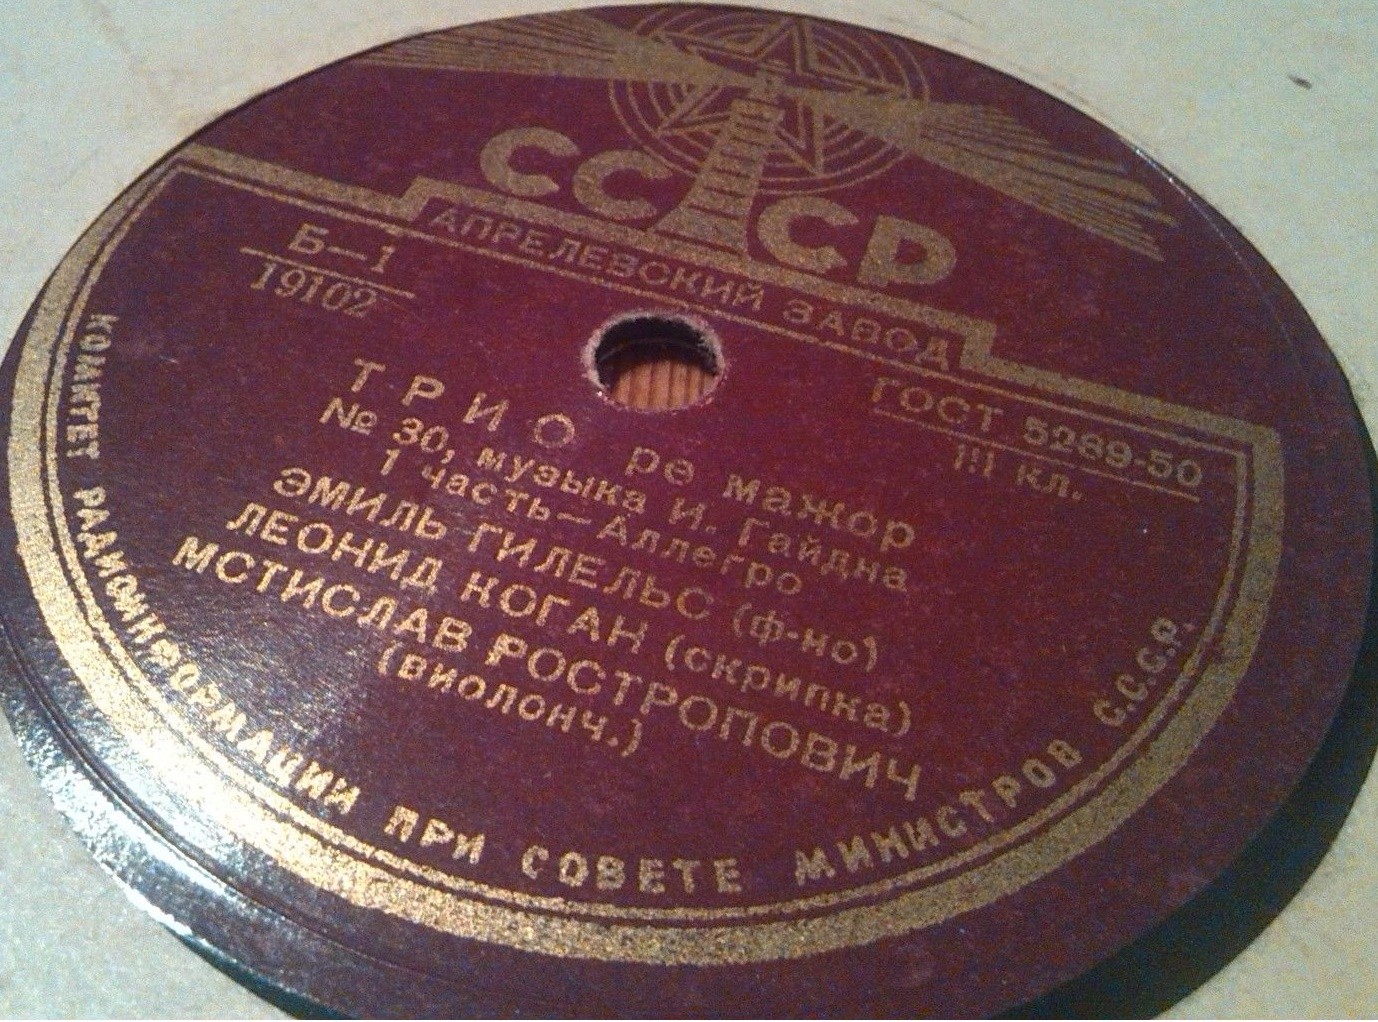 СССР
АПРЕЛЕВСКИЙ ЗАВОД
Б—1
19102
ГОСТ 5289-50
III кл.
ТРИО ре мажор
№ 30, музыка И. Гайдна
1 часть—Аллегро
ЭМИЛЬ ГИЛЕЛЬС (ф-но)
ЛЕОНИД КОГАН (скрипка)
МСТИСЛАВ РОСТРОПОВИЧ
(виолонч.)
КОМИТЕТ РАДИОИНФОРМАЦИИ ПРИ СОВЕТЕ МИНИСТРОВ С.С.С.Р.